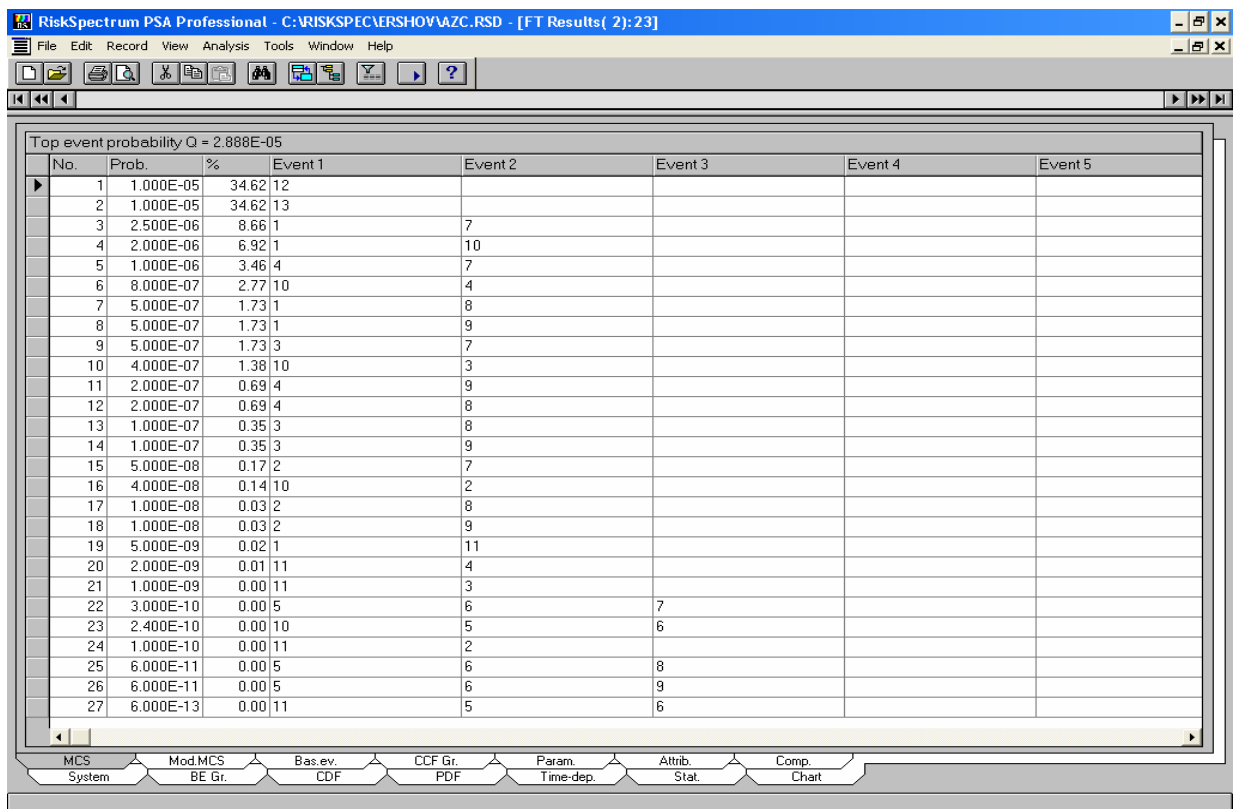 RiskSpectrum PSA Professional - C:\RISKSPEC\ERSHOV\AZC.RSD - [FT Results( 2):23]
File Edit Record View Analysis Tools Window Help
Top event probability Q = 2.888E-05
No. Prob. % Event 1 Event 2 Event 3 Event 4 Event 5
1 1.000E-05 34.62 12
2 1.000E-05 34.62 13
3 2.500E-06 8.66 1 7
4 2.000E-06 6.92 1 10
5 1.000E-06 3.46 4 7
6 8.000E-07 2.77 10 4
7 5.000E-07 1.73 1 8
8 5.000E-07 1.73 1 9
9 5.000E-07 1.73 3 7
10 4.000E-07 1.38 10 3
11 2.000E-07 0.69 4 9
12 2.000E-07 0.69 4 8
13 1.000E-07 0.35 3 8
14 1.000E-07 0.35 3 9
15 5.000E-08 0.17 2 7
16 4.000E-08 0.14 10 2
17 1.000E-08 0.03 2 8
18 1.000E-08 0.03 2 9
19 5.000E-09 0.02 1 11
20 2.000E-09 0.01 11 4
21 1.000E-09 0.00 11 3
22 3.000E-10 0.00 5 6 7
23 2.400E-10 0.00 10 5 6
24 1.000E-10 0.00 11 2
25 6.000E-11 0.00 5 6 8
26 6.000E-11 0.00 5 6 9
27 6.000E-13 0.00 11 5 6
MCS Mod.MCS Bas.ev. CCF Gr. Param. Attrib. Comp.
System BE Gr. CDF PDF Time-dep. Stat. Chart